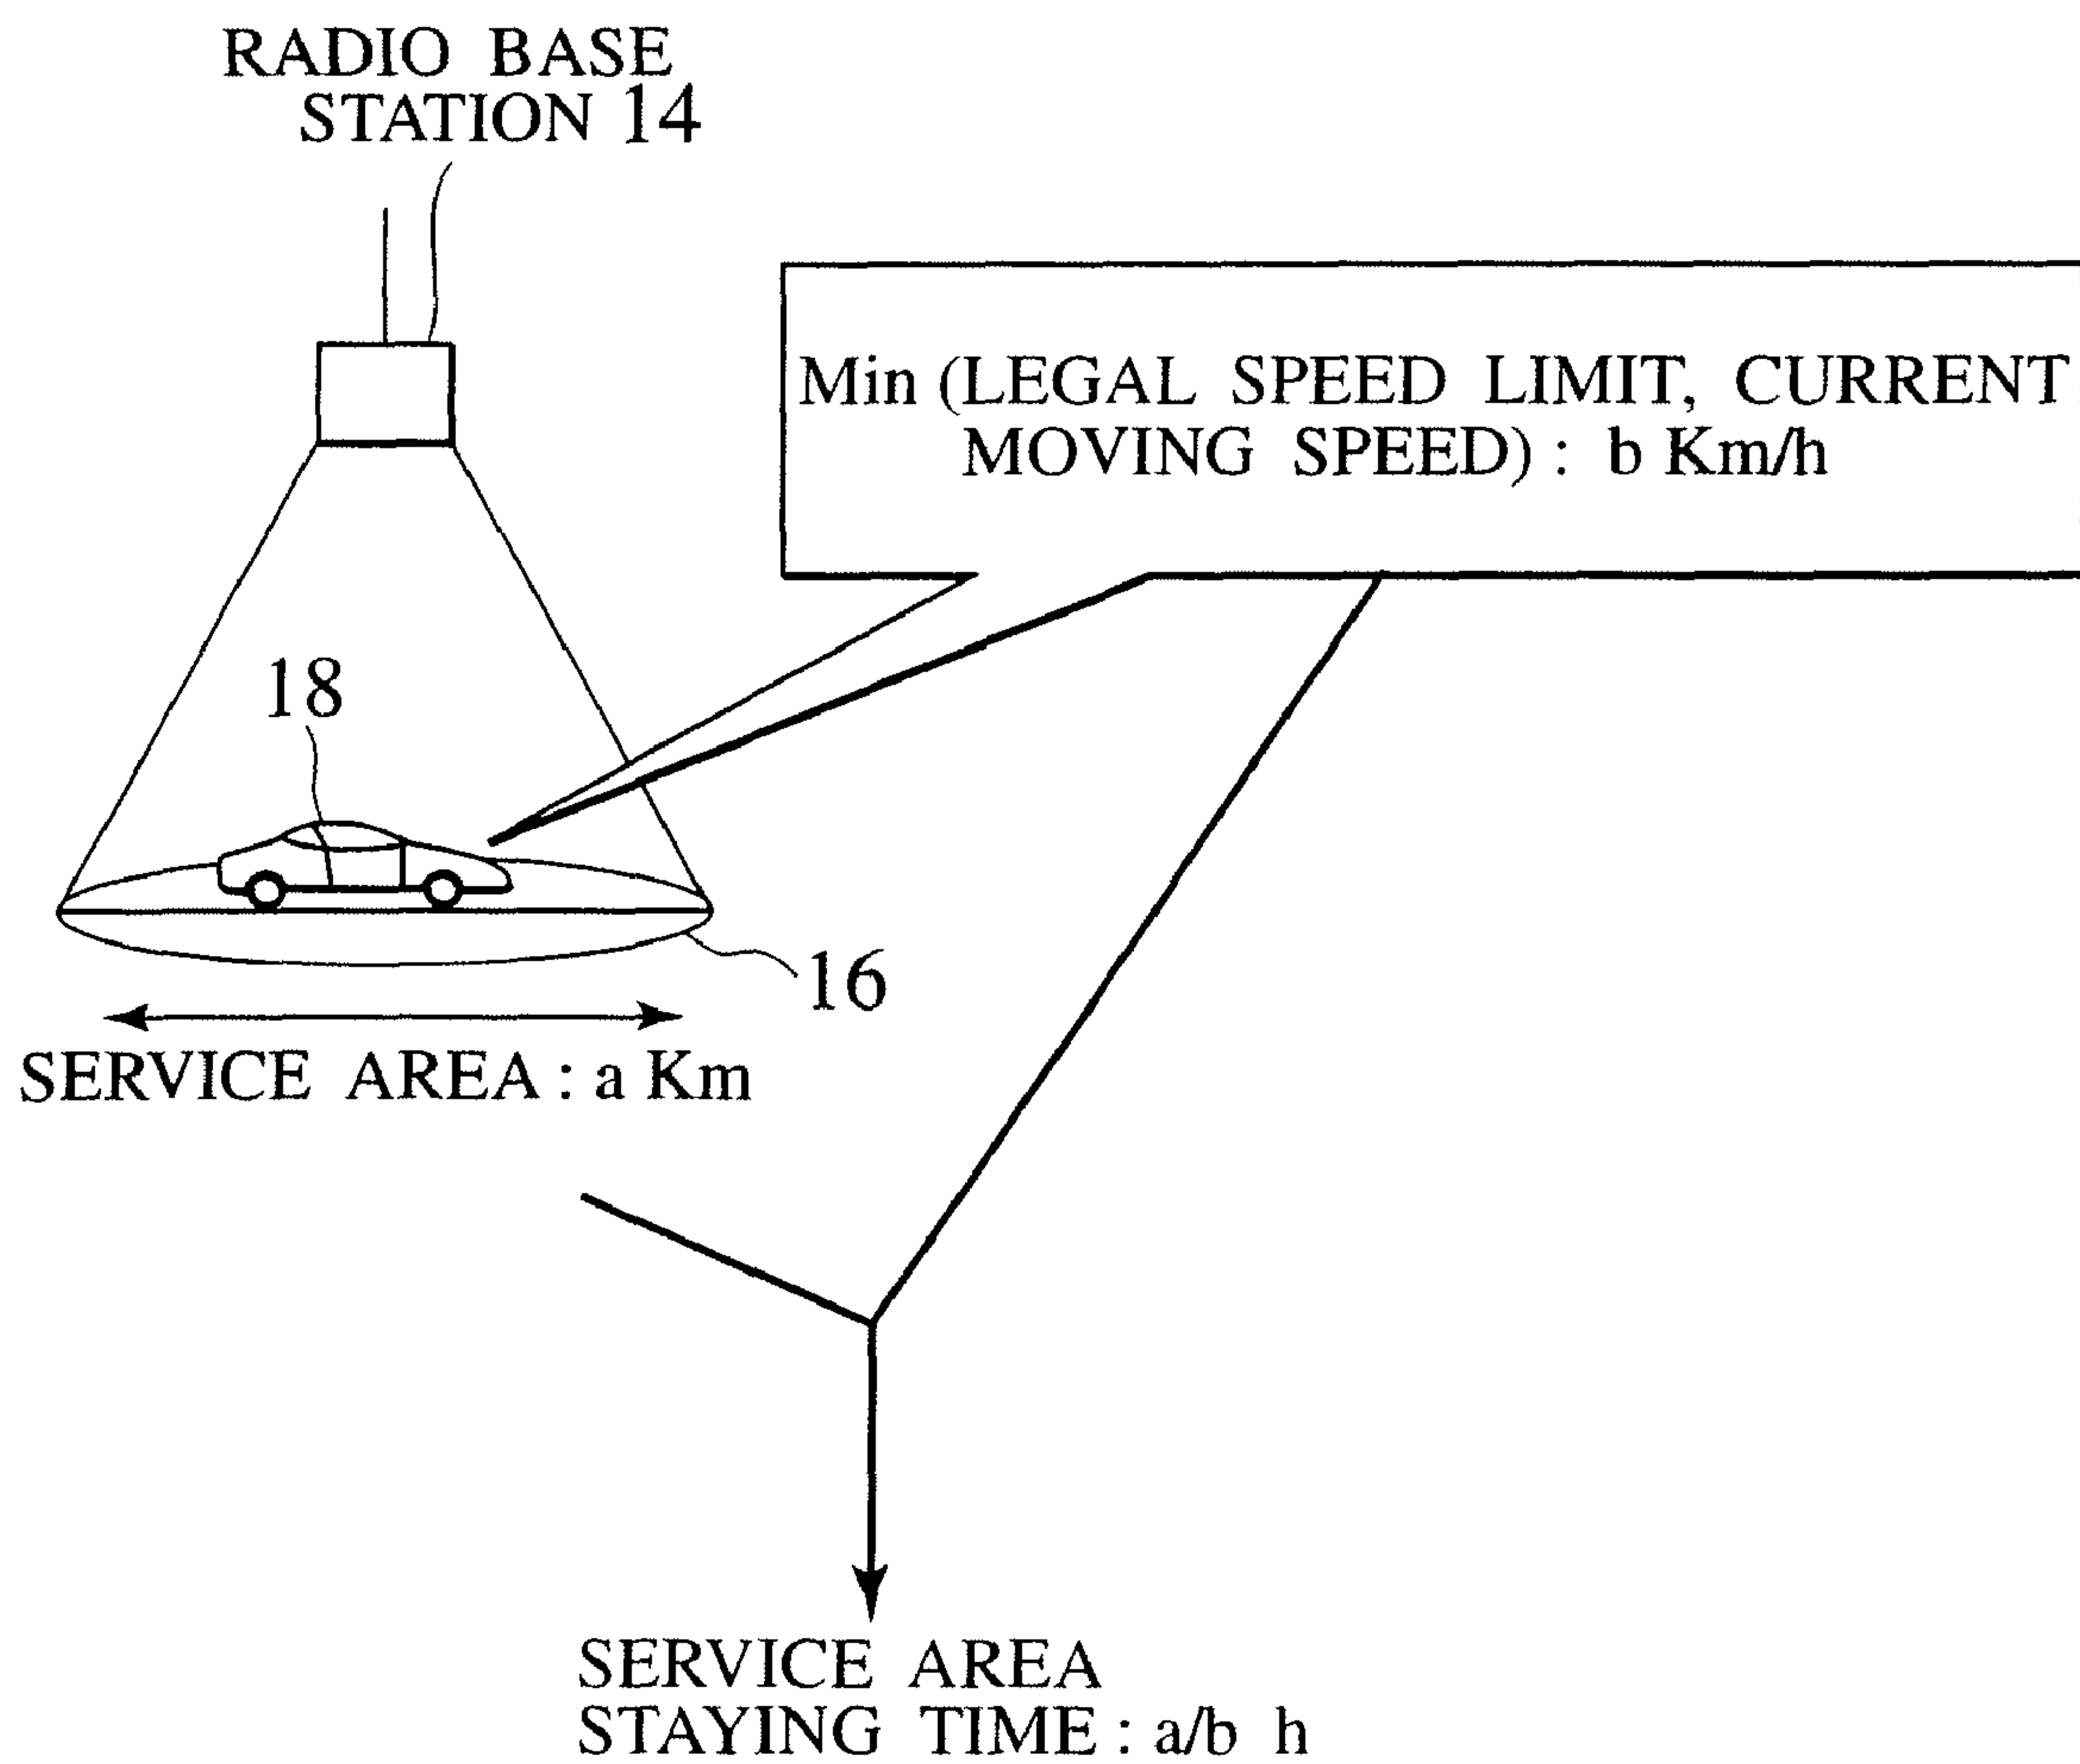 RADIO BASE
STATION 14
Min (LEGAL SPEED LIMIT, CURRENT
MOVING SPEED) : b Km/h
18
16
SERVICE AREA : a Km
SERVICE AREA
STAYING TIME : a/b h